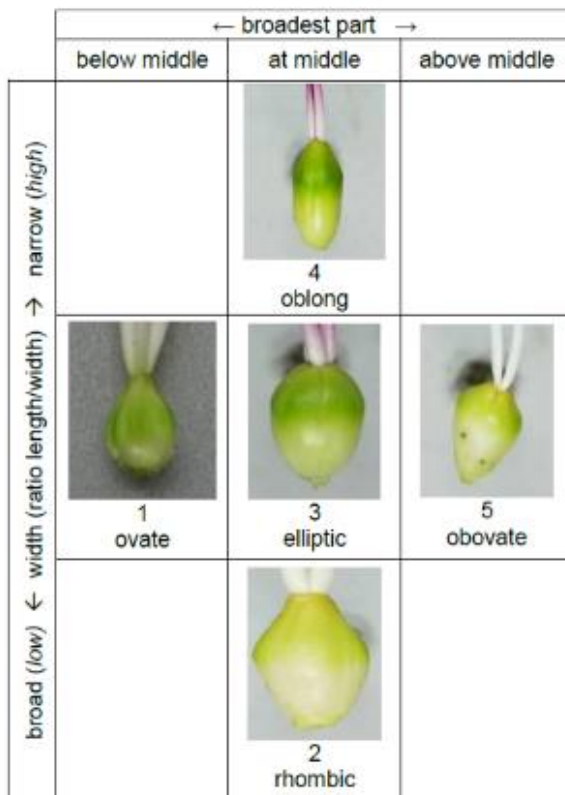 ← broadest part →
below middle
at middle
above middle
broad (low) ← width (ratio length/width) → narrow (high)
4
oblong
1
ovate
3
elliptic
5
obovate
2
rhombic